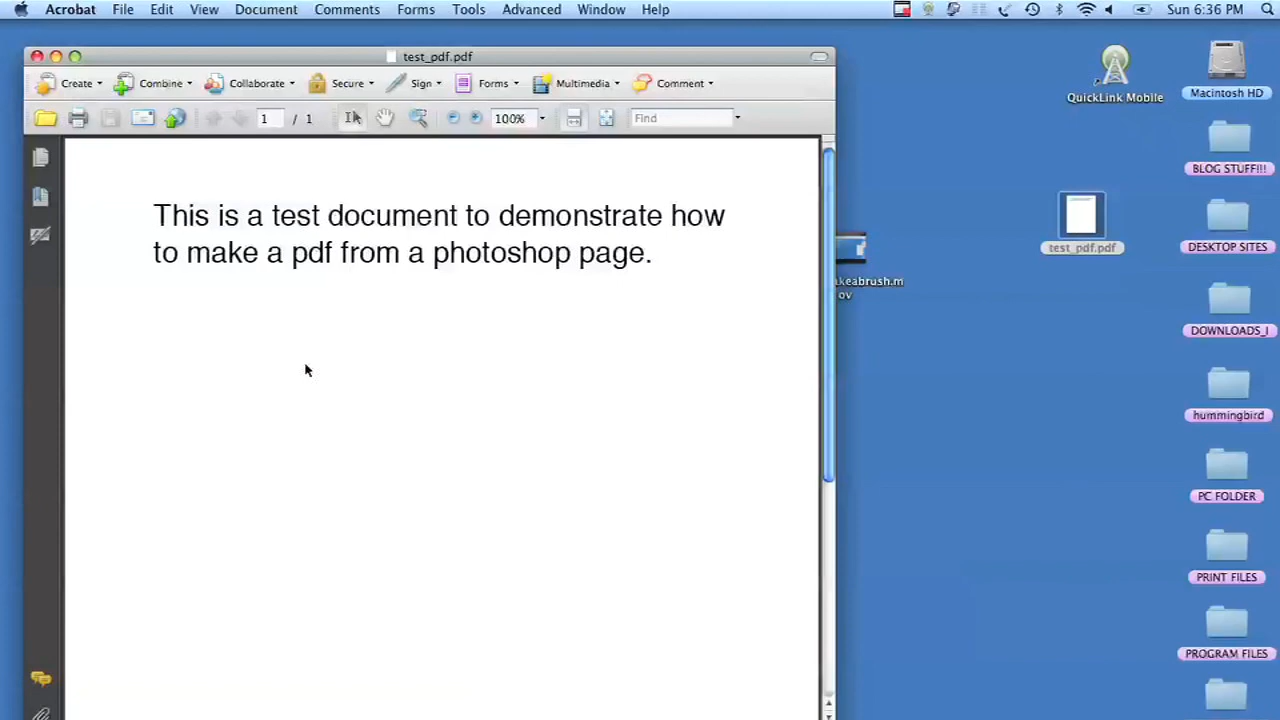 Acrobat File Edit View Document Comments Forms Tools Advanced Window Help Sun 6:36 PM
test_pdf.pdf
Create Combine Collaborate Secure Sign Forms Multimedia Comment
1 / 1 100% Find
This is a test document to demonstrate how
to make a pdf from a photoshop page.
QuickLink Mobile
Macintosh HD
BLOG STUFF!!!
test_pdf.pdf
DESKTOP SITES
akeabrush.m
ov
DOWNLOADS_I
hummingbird
PC FOLDER
PRINT FILES
PROGRAM FILES